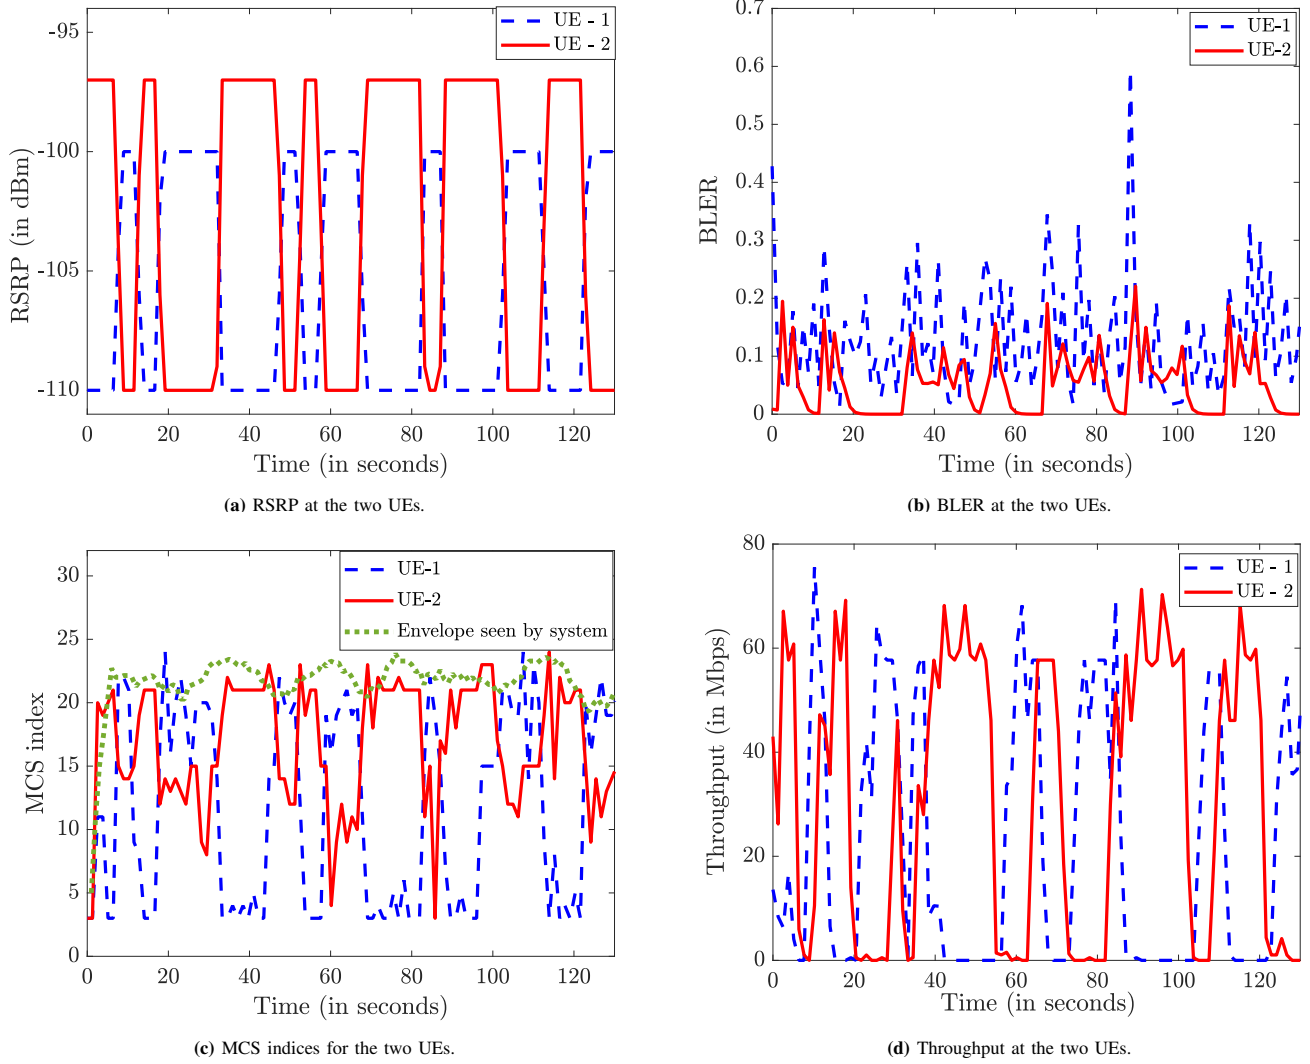 -95
-100
-105
-110
0 20 40 60 80 100 120
RSRP (in dBm)
Time (in seconds)
UE - 1
UE - 2
(a) RSRP at the two UEs.
0.7
0.6
0.5
0.4
0.3
0.2
0.1
0
0 20 40 60 80 100 120
BLER
Time (in seconds)
UE-1
UE-2
(b) BLER at the two UEs.
30
25
20
15
10
5
0
0 20 40 60 80 100 120
MCS index
Time (in seconds)
UE-1
UE-2
Envelope seen by system
(c) MCS indices for the two UEs.
80
60
40
20
0
0 20 40 60 80 100 120
Throughput (in Mbps)
Time (in seconds)
UE - 1
UE - 2
(d) Throughput at the two UEs.